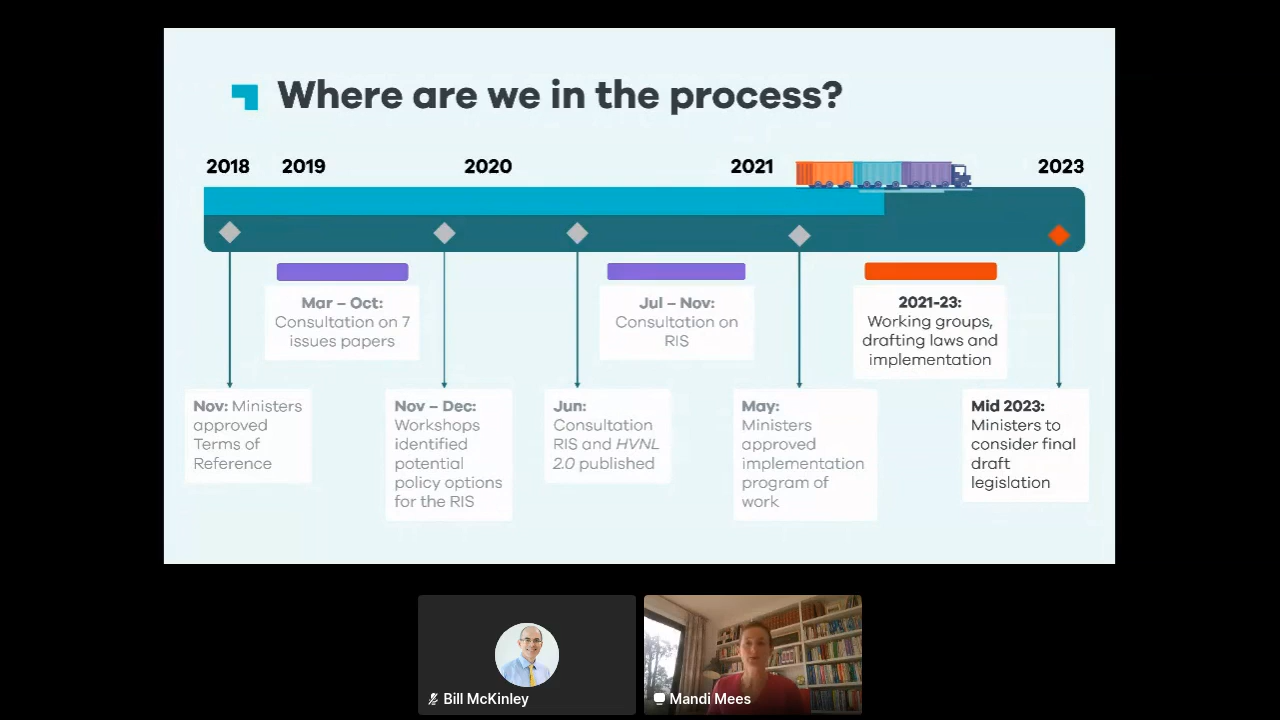 Where are we in the process?
2018
2019
2020
2021
2023
Mar – Oct:
Consultation on 7
issues papers
Jul – Nov:
Consultation on
RIS
2021-23:
Working groups,
drafting laws and
implementation
Nov: Ministers
approved
Terms of
Reference
Nov – Dec:
Workshops
identified
potential
policy options
for the RIS
Jun:
Consultation
RIS and HVNL
2.0 published
May:
Ministers
approved
implementation
program of
work
Mid 2023:
Ministers to
consider final
draft
legislation
Bill McKinley
Mandi Mees